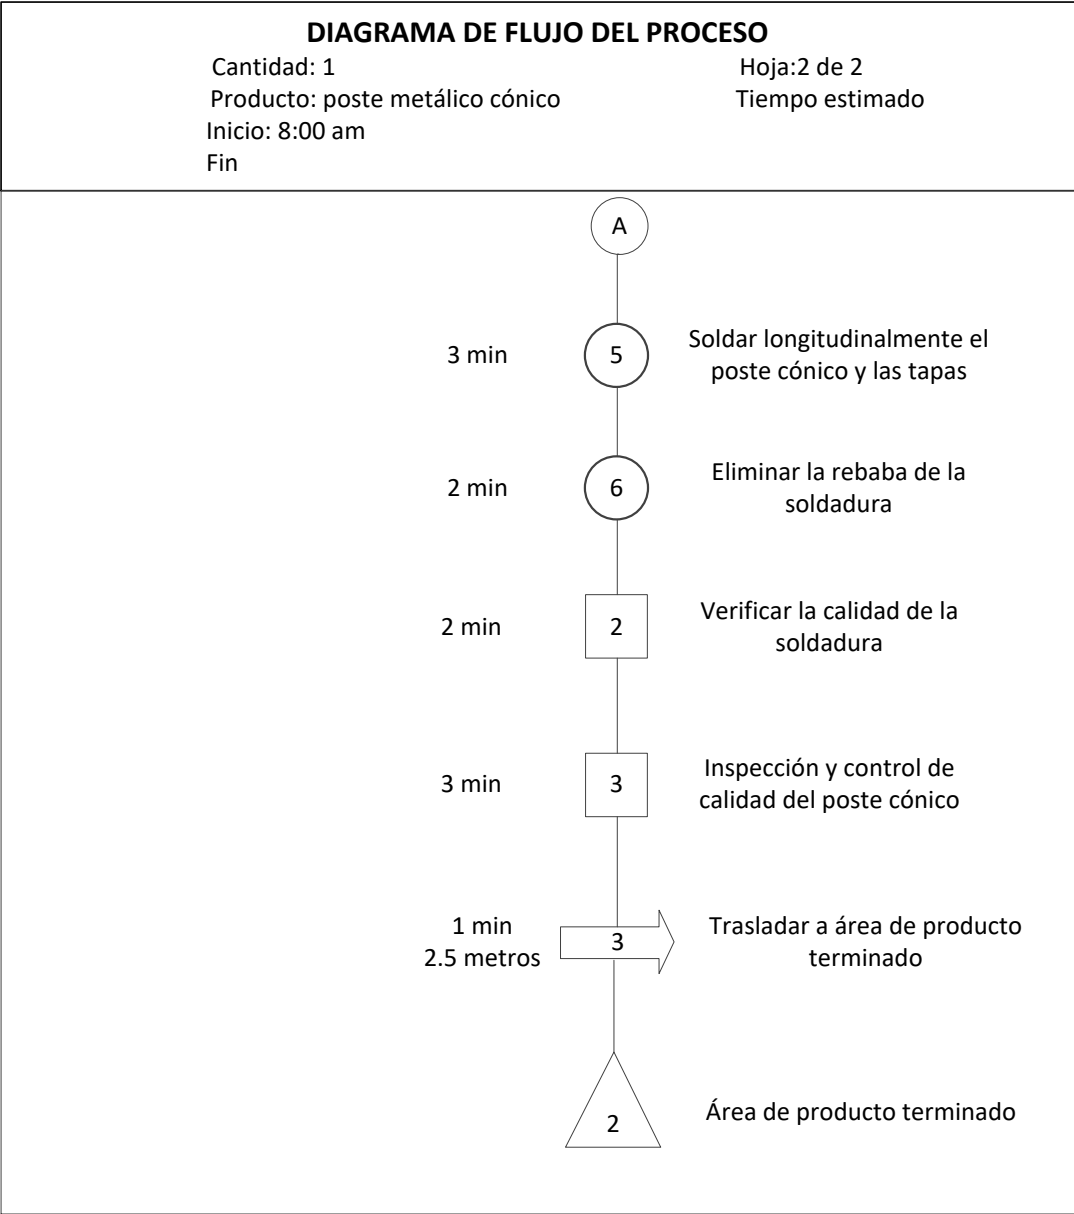 DIAGRAMA DE FLUJO DEL PROCESO
Cantidad: 1
Hoja:2 de 2
Producto: poste metálico cónico
Tiempo estimado
Inicio: 8:00 am
Fin
A
3 min
5
Soldar longitudinalmente el
poste cónico y las tapas
2 min
6
Eliminar la rebaba de la
soldadura
2 min
2
Verificar la calidad de la
soldadura
3 min
3
Inspección y control de
calidad del poste cónico
1 min
2.5 metros
3
Trasladar a área de producto
terminado
2
Área de producto terminado